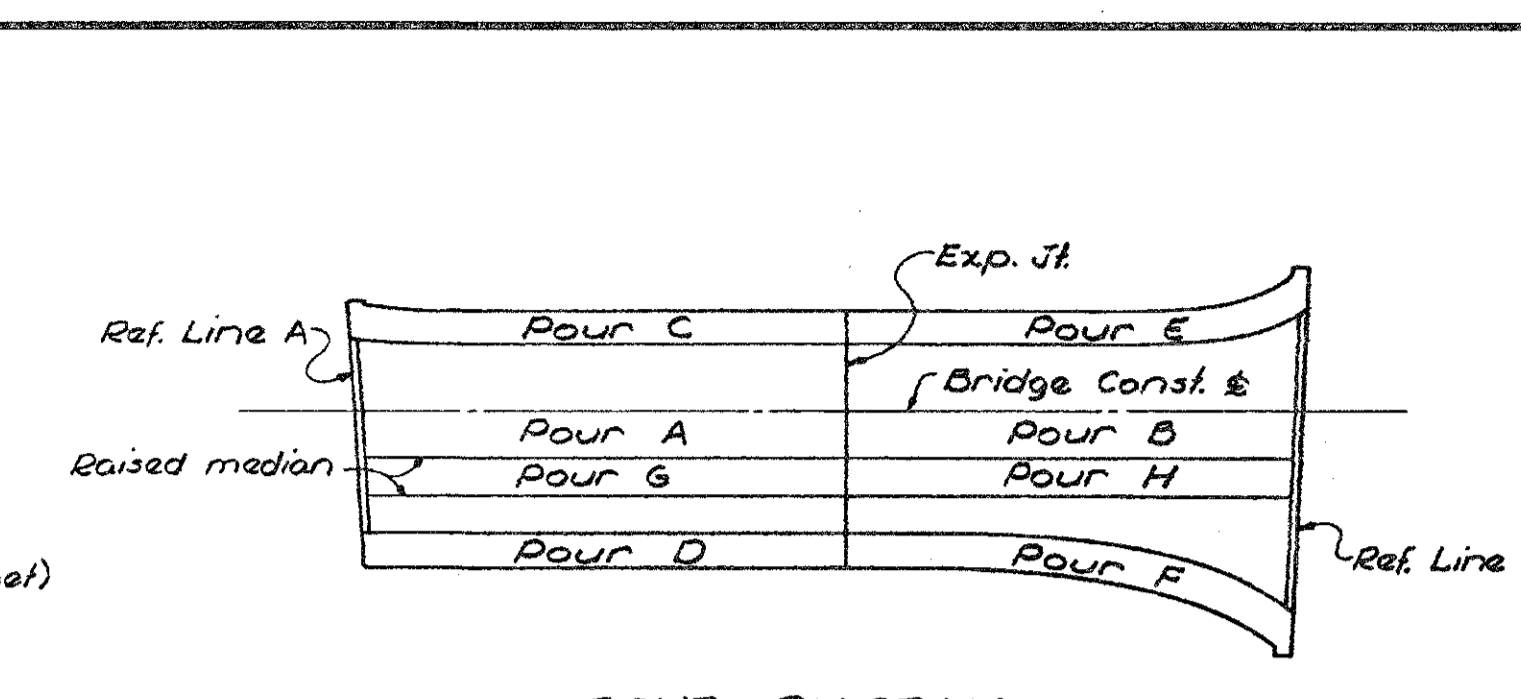 Exp. Jt.
Ref. Line A
Pour C
Pour E
Bridge Const. ℄
Pour A
Pour B
Raised median
Pour G
Pour H
Pour D
Pour F
Ref. Line